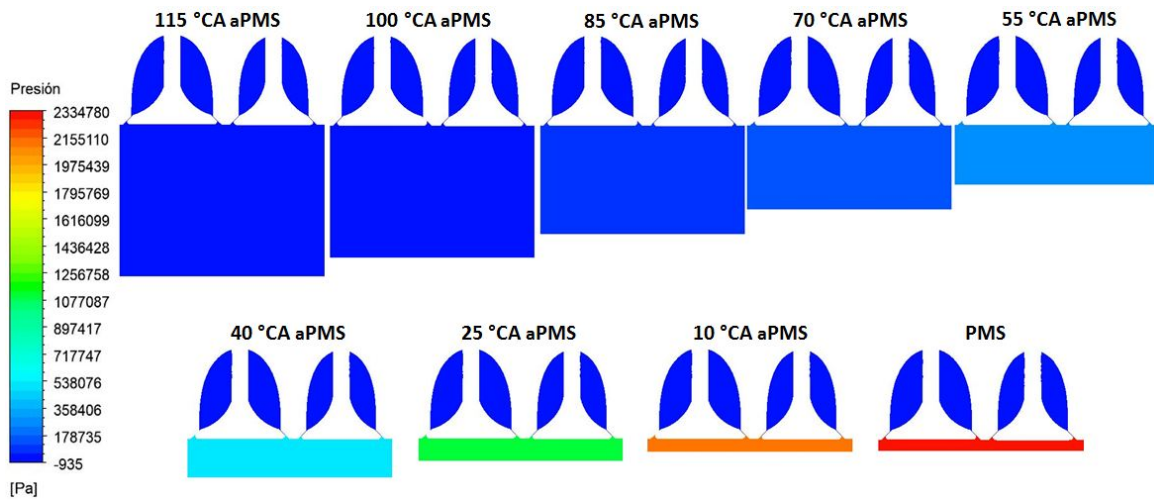 115 °CA aPMS
100 °CA aPMS
85 °CA aPMS
70 °CA aPMS
55 °CA aPMS
Presión
2334780
2155110
1975439
1795769
1616099
1436428
1256758
1077087
897417
717747
538076
358406
178735
-935
[Pa]
40 °CA aPMS
25 °CA aPMS
10 °CA aPMS
PMS